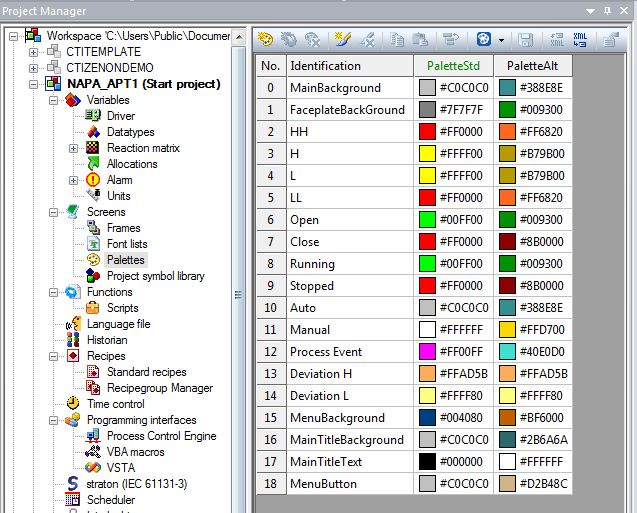 Project Manager
Workspace 'C:\Users\Public\Documen
CTITEMPLATE
CTIZENONDEMO
NAPA_APT1 (Start project)
Variables
Driver
Datatypes
Reaction matrix
Allocations
Alarm
Units
Screens
Frames
Font lists
Palettes
Project symbol library
Functions
Scripts
Language file
Historian
Recipes
Standard recipes
Recipegroup Manager
Time control
Programming interfaces
Process Control Engine
VBA macros
VSTA
straton (IEC 61131-3)
Scheduler
XML XML
No. Identification PaletteStd PaletteAlt
0 MainBackground #C0C0C0 #388E8E
1 FaceplateBackGround #7F7F7F #009300
2 HH #FF0000 #FF6820
3 H #FFFF00 #B79B00
4 L #FFFF00 #B79B00
5 LL #FF0000 #FF6820
6 Open #00FF00 #009300
7 Close #FF0000 #8B0000
8 Running #00FF00 #009300
9 Stopped #FF0000 #8B0000
10 Auto #C0C0C0 #388E8E
11 Manual #FFFFFF #FFD700
12 Process Event #FF00FF #40E0D0
13 Deviation H #FFAD5B #FFAD5B
14 Deviation L #FFFF80 #FFFF80
15 MenuBackground #004080 #BF6000
16 MainTitleBackground #C0C0C0 #2B6A6A
17 MainTitleText #000000 #FFFFFF
18 MenuButton #C0C0C0 #D2B48C